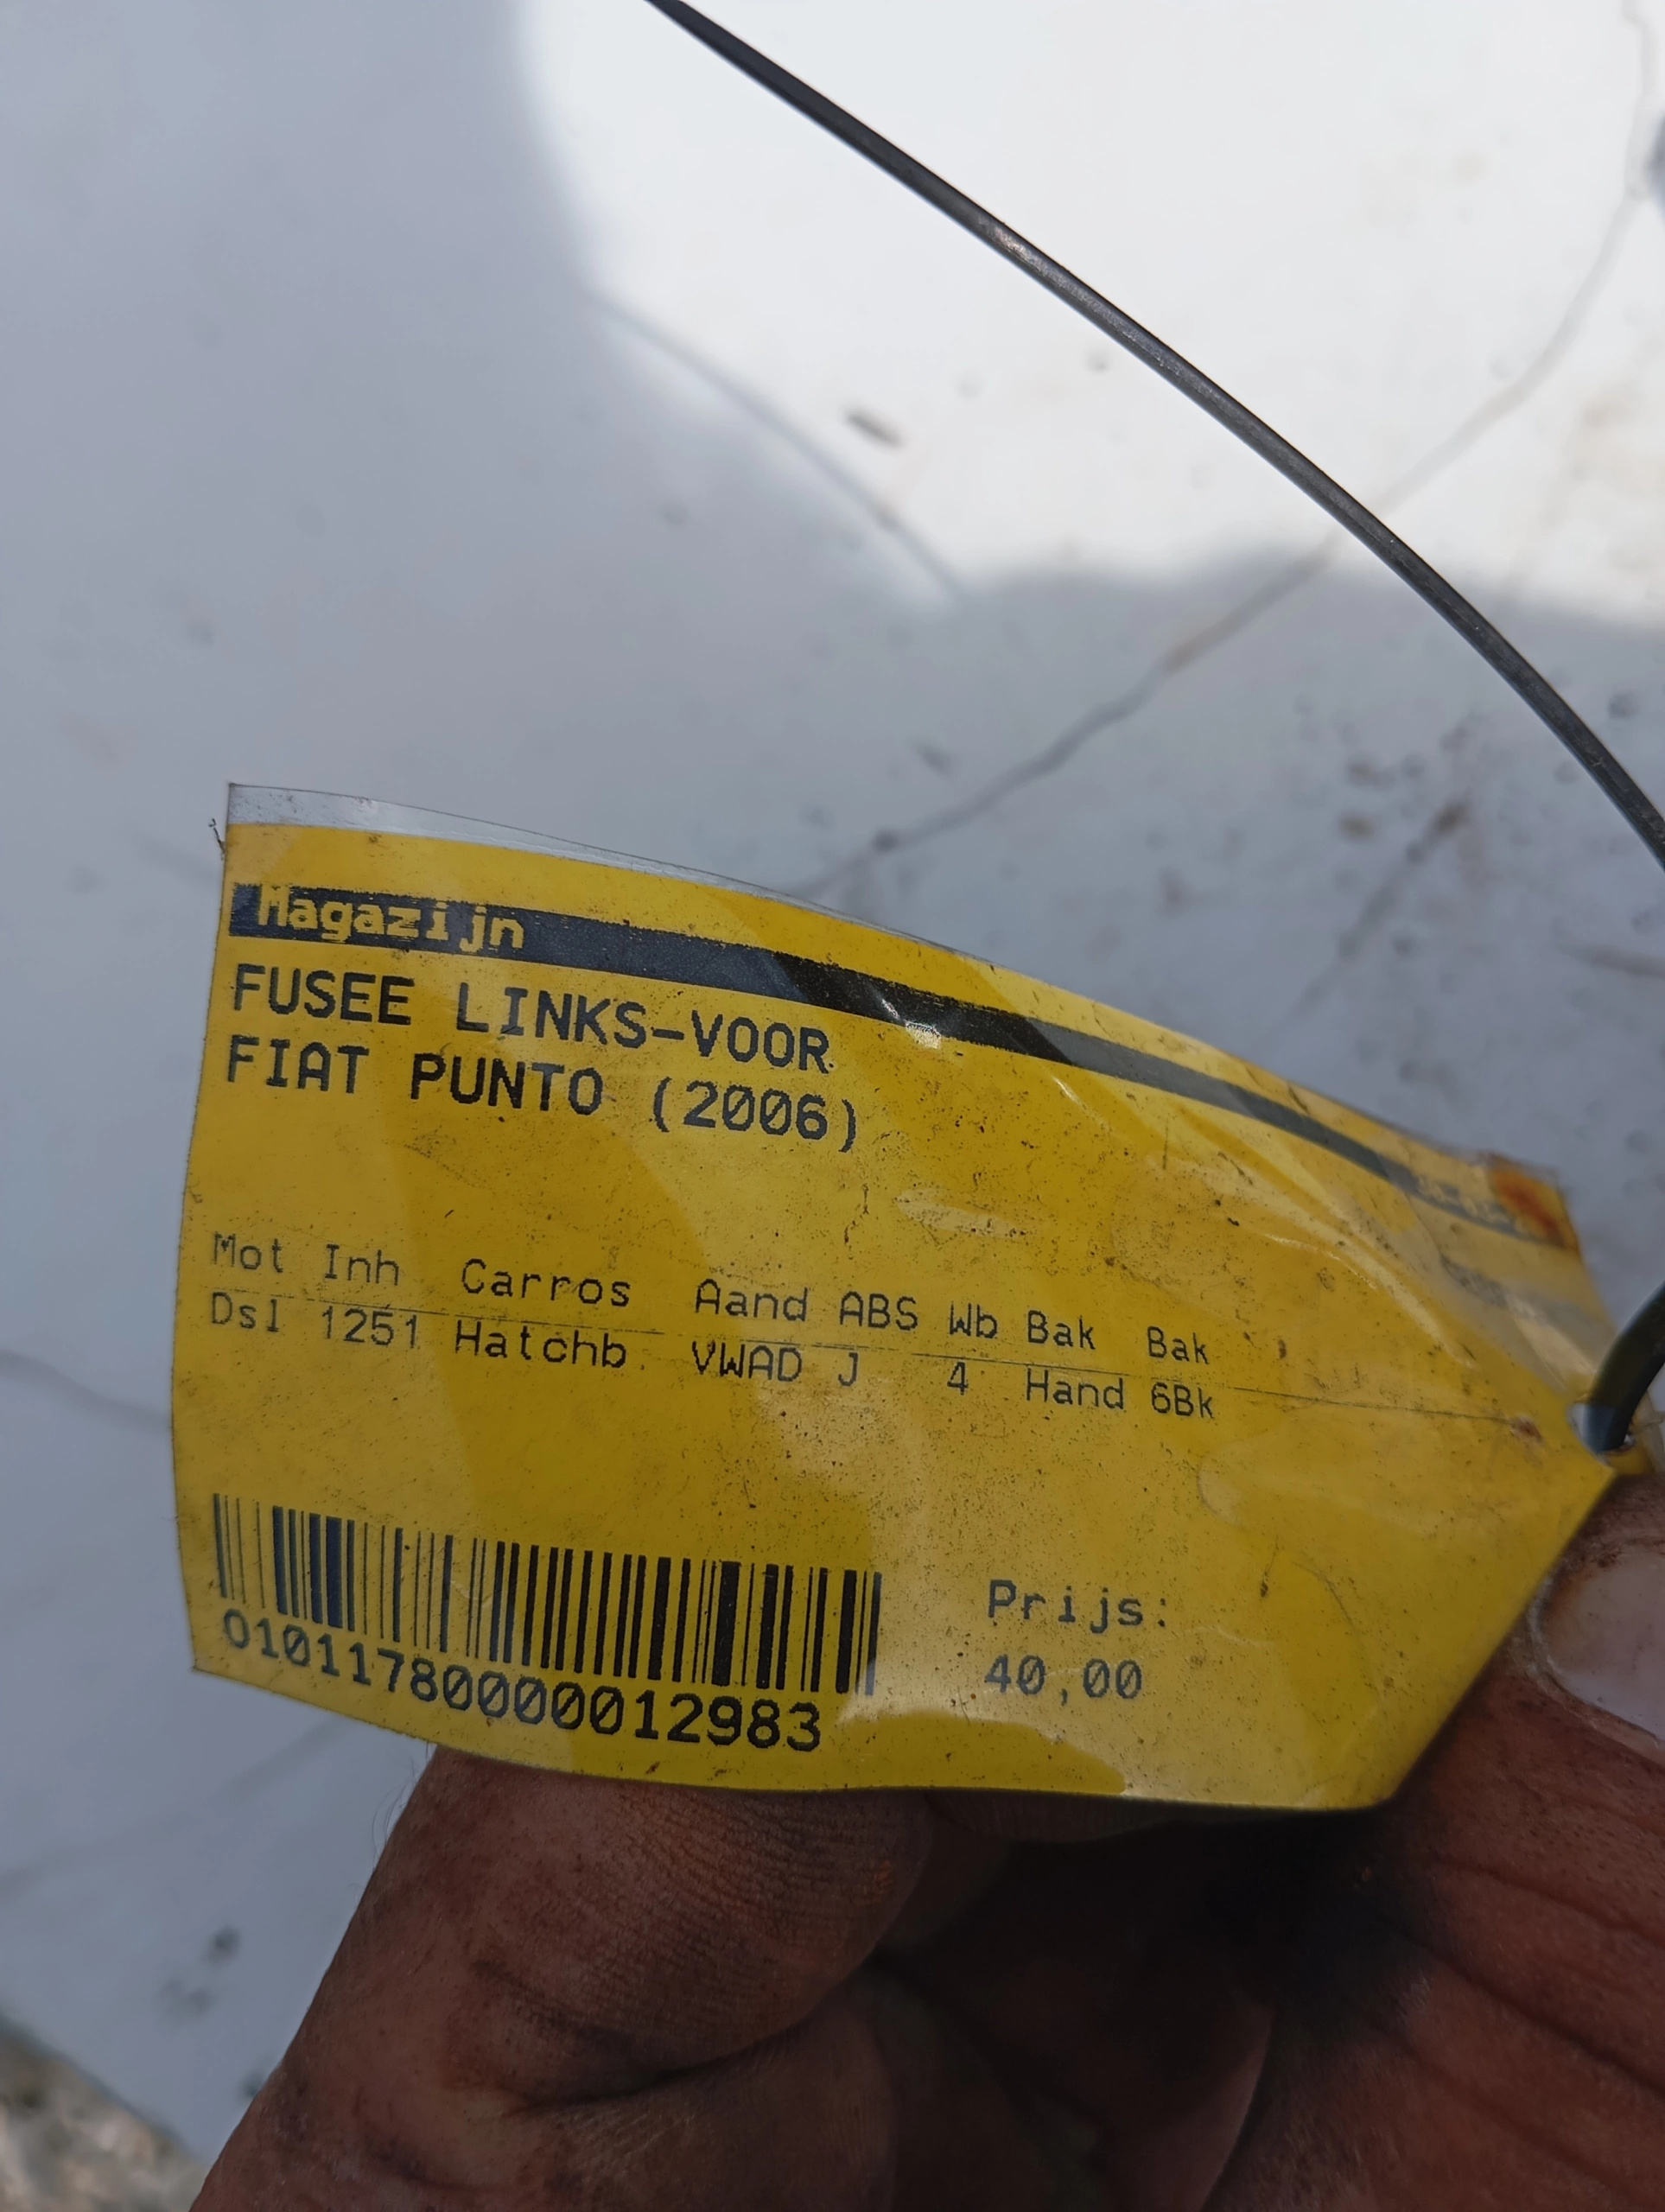 Magazijn
FUSEE LINKS-VOOR
FIAT PUNTO (2006)
Mot Inh Carros Aand ABS Wb Bak Bak
Dsl 1251 Hatchb. VWAD J 4 Hand 6Bk
Prijs:
40,00
0101178000012983